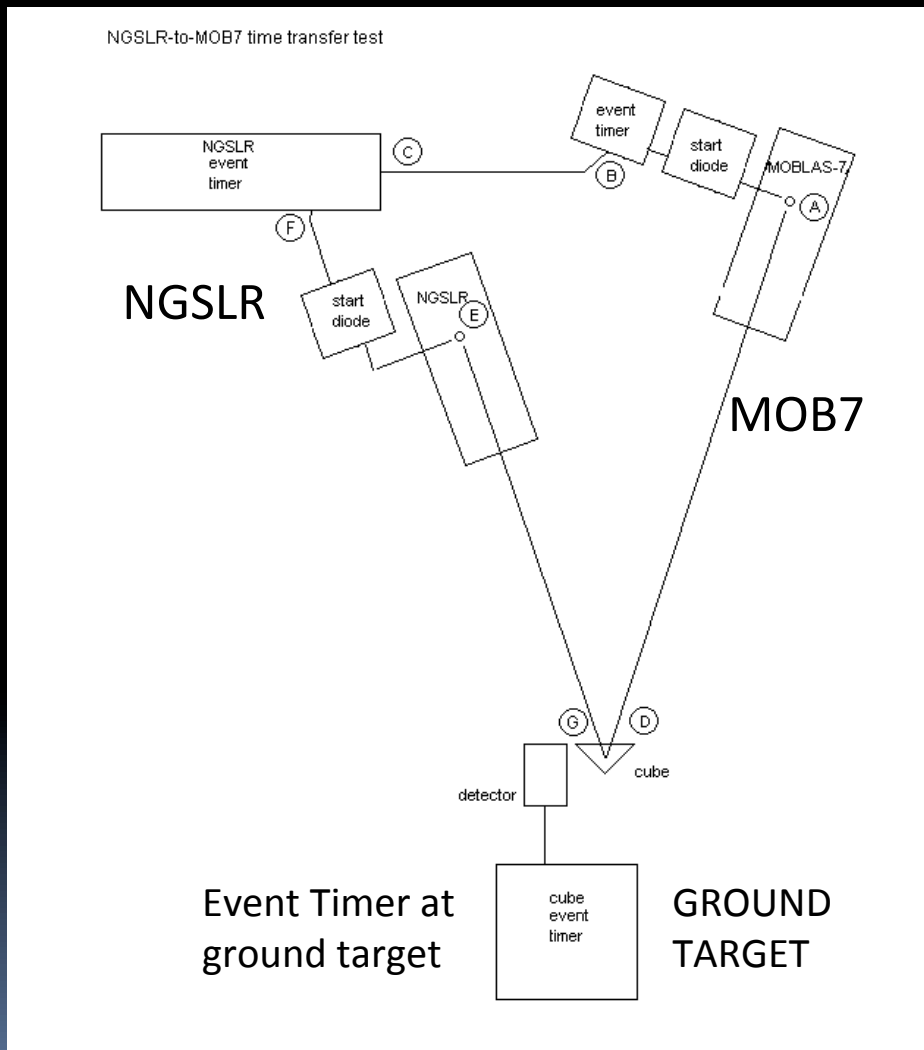 NGSLR-to-MOB7 time transfer test
event
timer
start
diode
MOBLAS-7
NGSLR
event
timer
C
B
A
F
NGSLR
start
diode
NGSLR
E
MOB7
G
D
cube
detector
Event Timer at
ground target
cube
event
timer
GROUND
TARGET